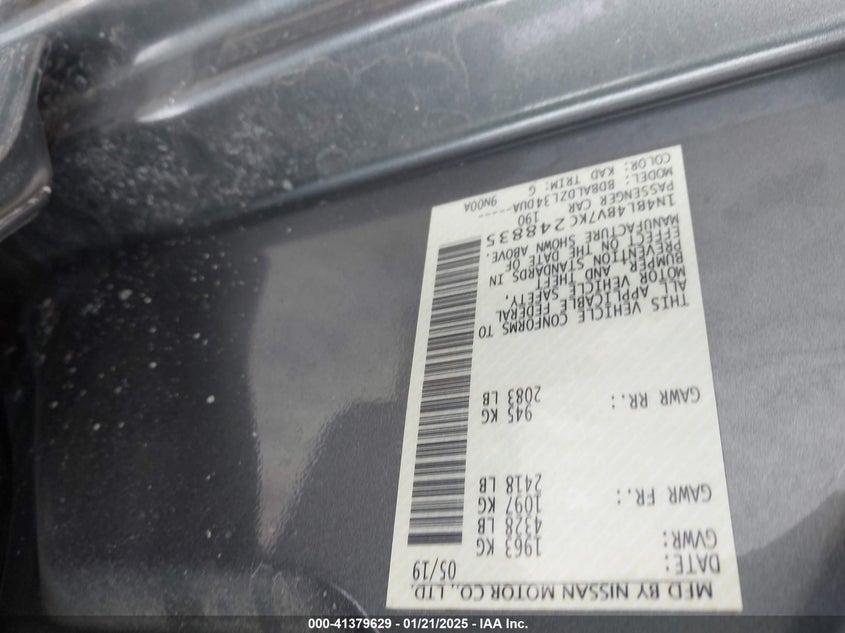 MFD BY NISSAN MOTOR CO., LTD.
DATE: 05/19
GVWR: 1963 KG
4328 LB
GAWR FR.: 1097 KG
2418 LB
GAWR RR.: 945 KG
2083 LB
THIS VEHICLE CONFORMS TO
ALL APPLICABLE FEDERAL
MOTOR VEHICLE SAFETY,
BUMPER, AND THEFT
PREVENTION STANDARDS IN
EFFECT ON THE DATE OF
MANUFACTURE SHOWN ABOVE.
190
1N4BL4BV7KC248835
PASSENGER CAR
MODEL: BDBALDZL34UUA-----
COLOR: KAD TRIM: G 9N00A
000-41379629 - 01/21/2025 - IAA Inc.